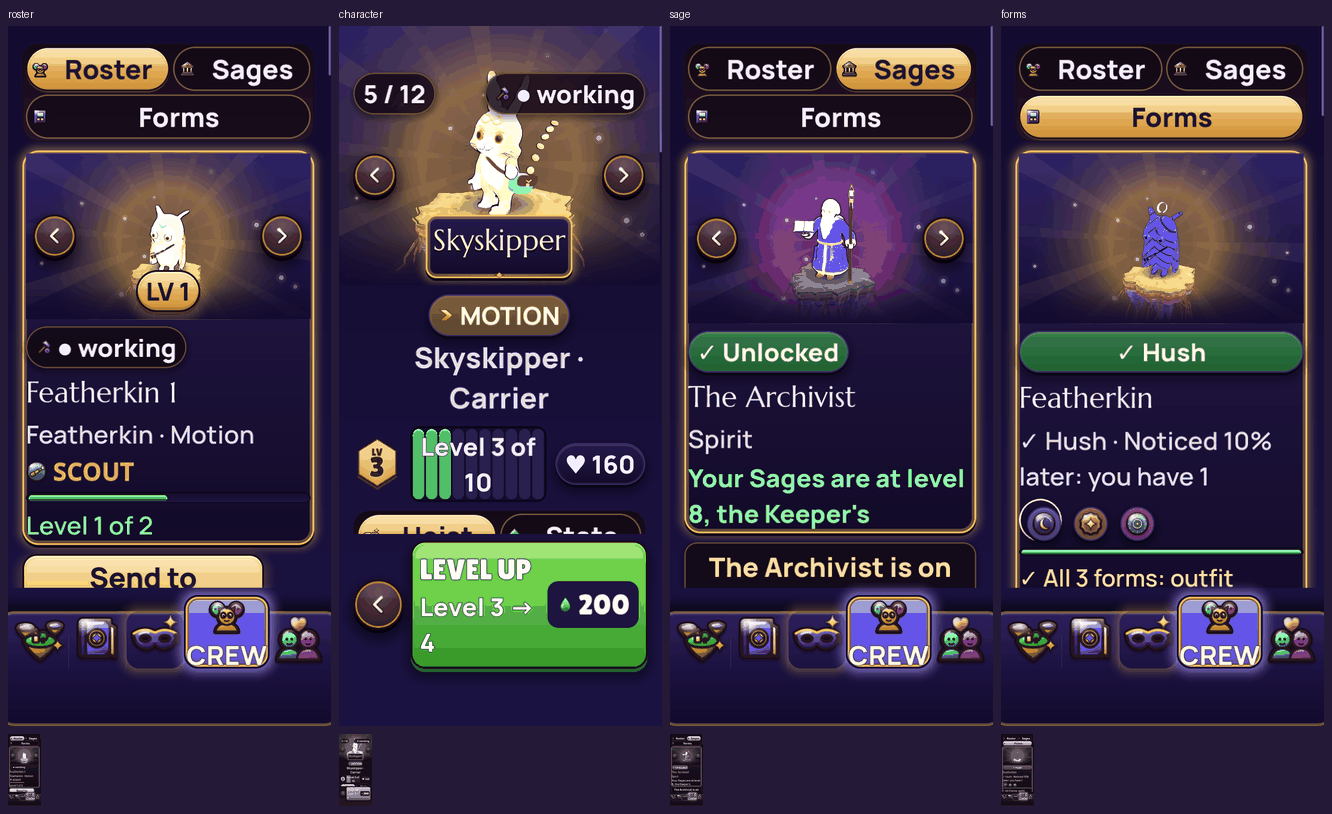 roster
Roster
Sages
Forms
LV 1
● working
Featherkin 1
Featherkin · Motion
SCOUT
Level 1 of 2
Send to
CREW
character
5 / 12
● working
Skyskipper
MOTION
Skyskipper ·
Carrier
LV
3
Level 3 of
10
♥ 160
Heist
State
LEVEL UP
Level 3 →
4
200
sage
Roster
Sages
Forms
✓ Unlocked
The Archivist
Spirit
Your Sages are at level
8, the Keeper's
The Archivist is on
CREW
forms
Roster
Sages
Forms
✓ Hush
Featherkin
✓ Hush · Noticed 10%
later: you have 1
✓ All 3 forms: outfit
CREW